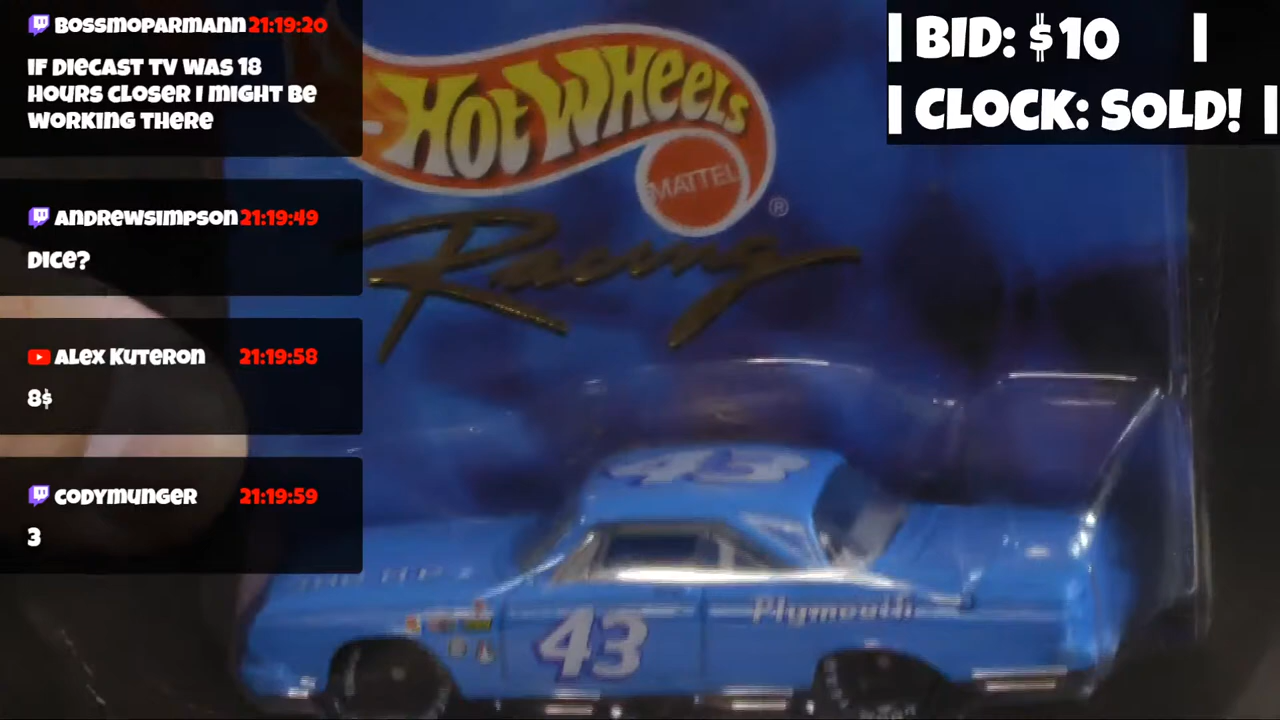 BOSSMOPARMANN 21:19:20
IF DIECAST TV WAS 18
HOURS CLOSER I MIGHT BE
WORKING THERE
ANDREWSIMPSON 21:19:49
DICE?
ALEX KUTERON 21:19:58
8$
CODYMUNGER 21:19:59
3
| BID: $10 |
| CLOCK: SOLD! |
HOT WHEELS
MATTEL
®
Racing
43
Plymouth
43